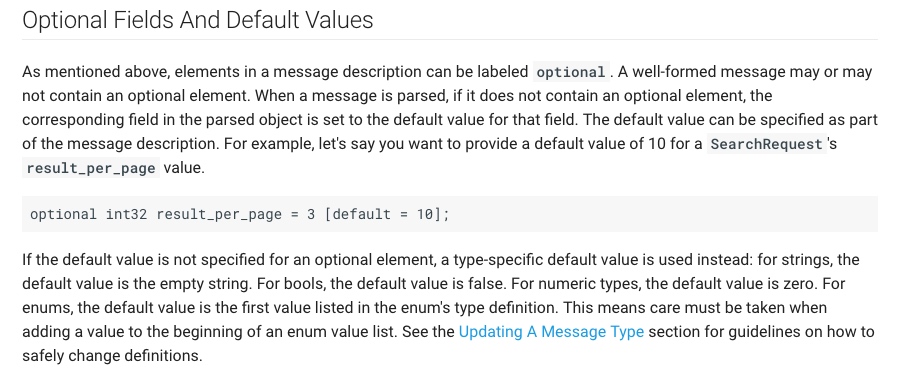 Optional Fields And Default Values
As mentioned above, elements in a message description can be labeled optional. A well-formed message may or may
not contain an optional element. When a message is parsed, if it does not contain an optional element, the
corresponding field in the parsed object is set to the default value for that field. The default value can be specified as part
of the message description. For example, let's say you want to provide a default value of 10 for a SearchRequest's
result_per_page value.
optional int32 result_per_page = 3 [default = 10];
If the default value is not specified for an optional element, a type-specific default value is used instead: for strings, the
default value is the empty string. For bools, the default value is false. For numeric types, the default value is zero. For
enums, the default value is the first value listed in the enum's type definition. This means care must be taken when
adding a value to the beginning of an enum value list. See the Updating A Message Type section for guidelines on how to
safely change definitions.